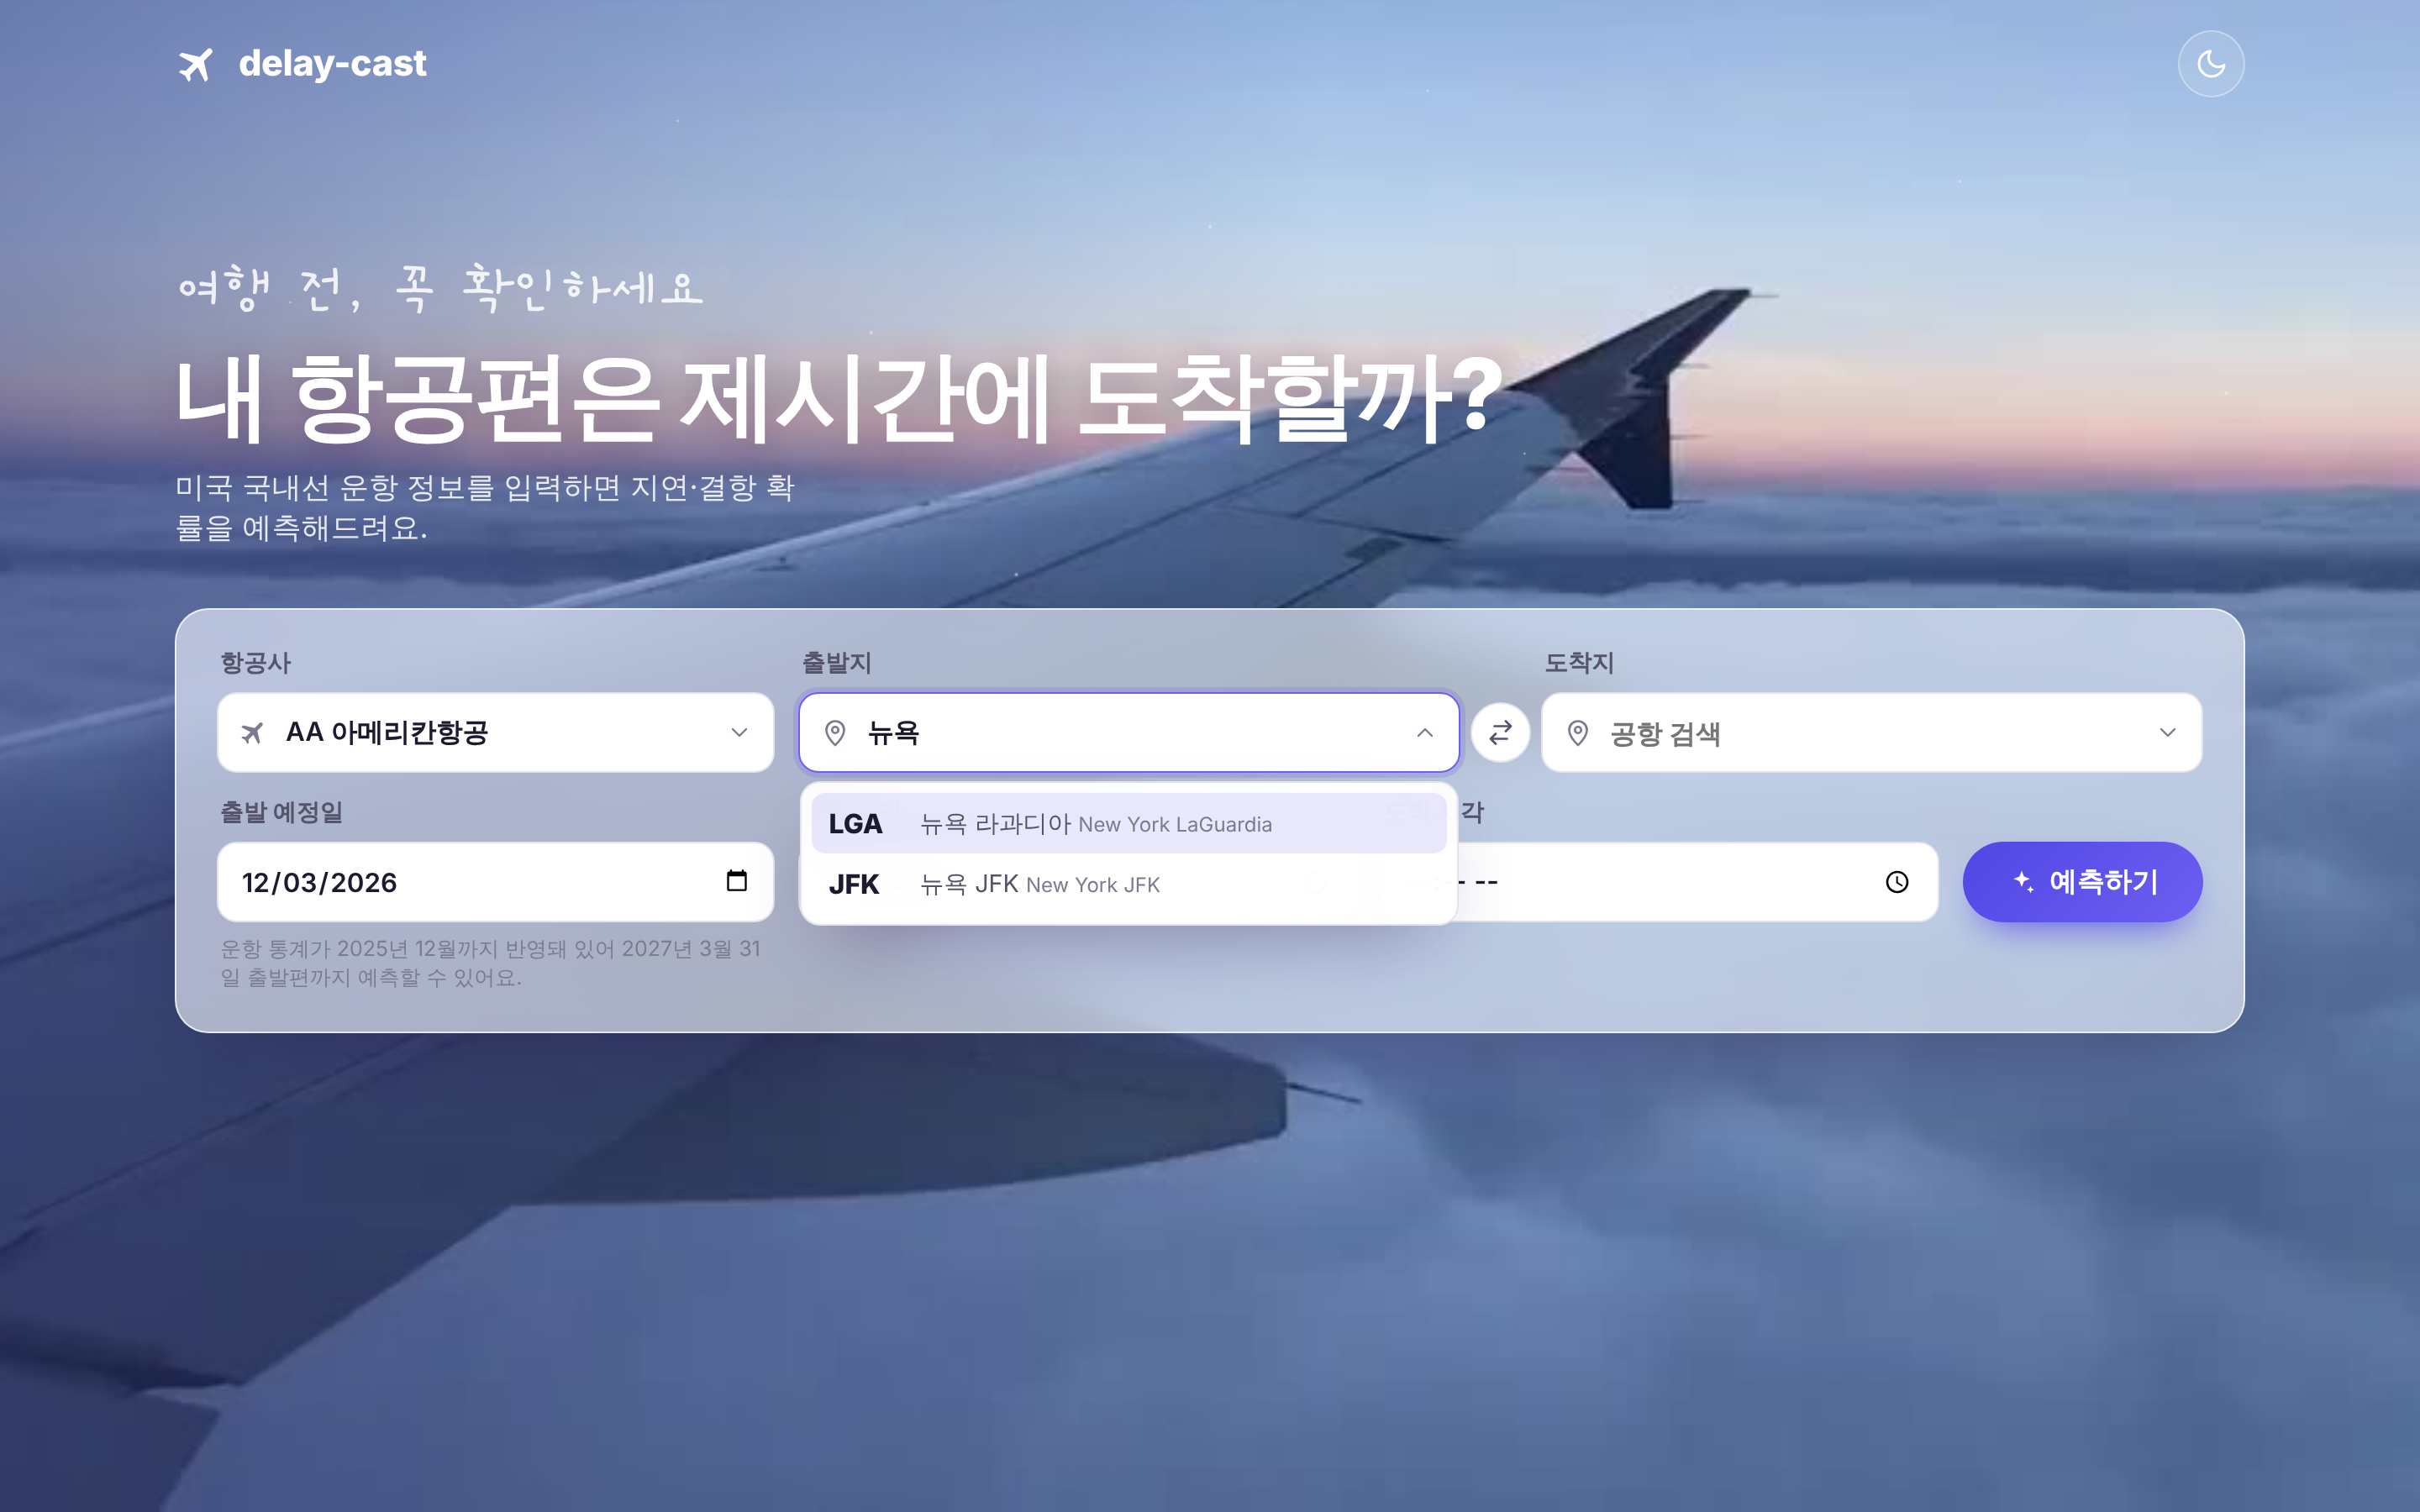 delay-cast
여행 전, 꼭 확인하세요
내 항공편은 제시간에 도착할까?
미국 국내선 운항 정보를 입력하면 지연·결항 확
률을 예측해드려요.
항공사
출발지
도착지
AA 아메리칸항공
뉴욕
공항 검색
출발 예정일
각
LGA 뉴욕 라과디아 New York LaGuardia
JFK 뉴욕 JFK New York JFK
12/03/2026
-- --
예측하기
운항 통계가 2025년 12월까지 반영돼 있어 2027년 3월 31
일 출발편까지 예측할 수 있어요.